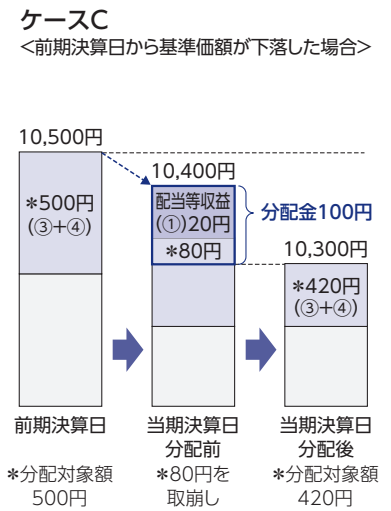 ケースC
<前期決算日から基準価額が下落した場合>
10,500円
*500円
(③+④)
10,400円
配当等収益
(①)20円
*80円
分配金100円
10,300円
*420円
(③+④)
前期決算日
*分配対象額
500円
当期決算日
分配前
*80円を
取崩し
当期決算日
分配後
*分配対象額
420円